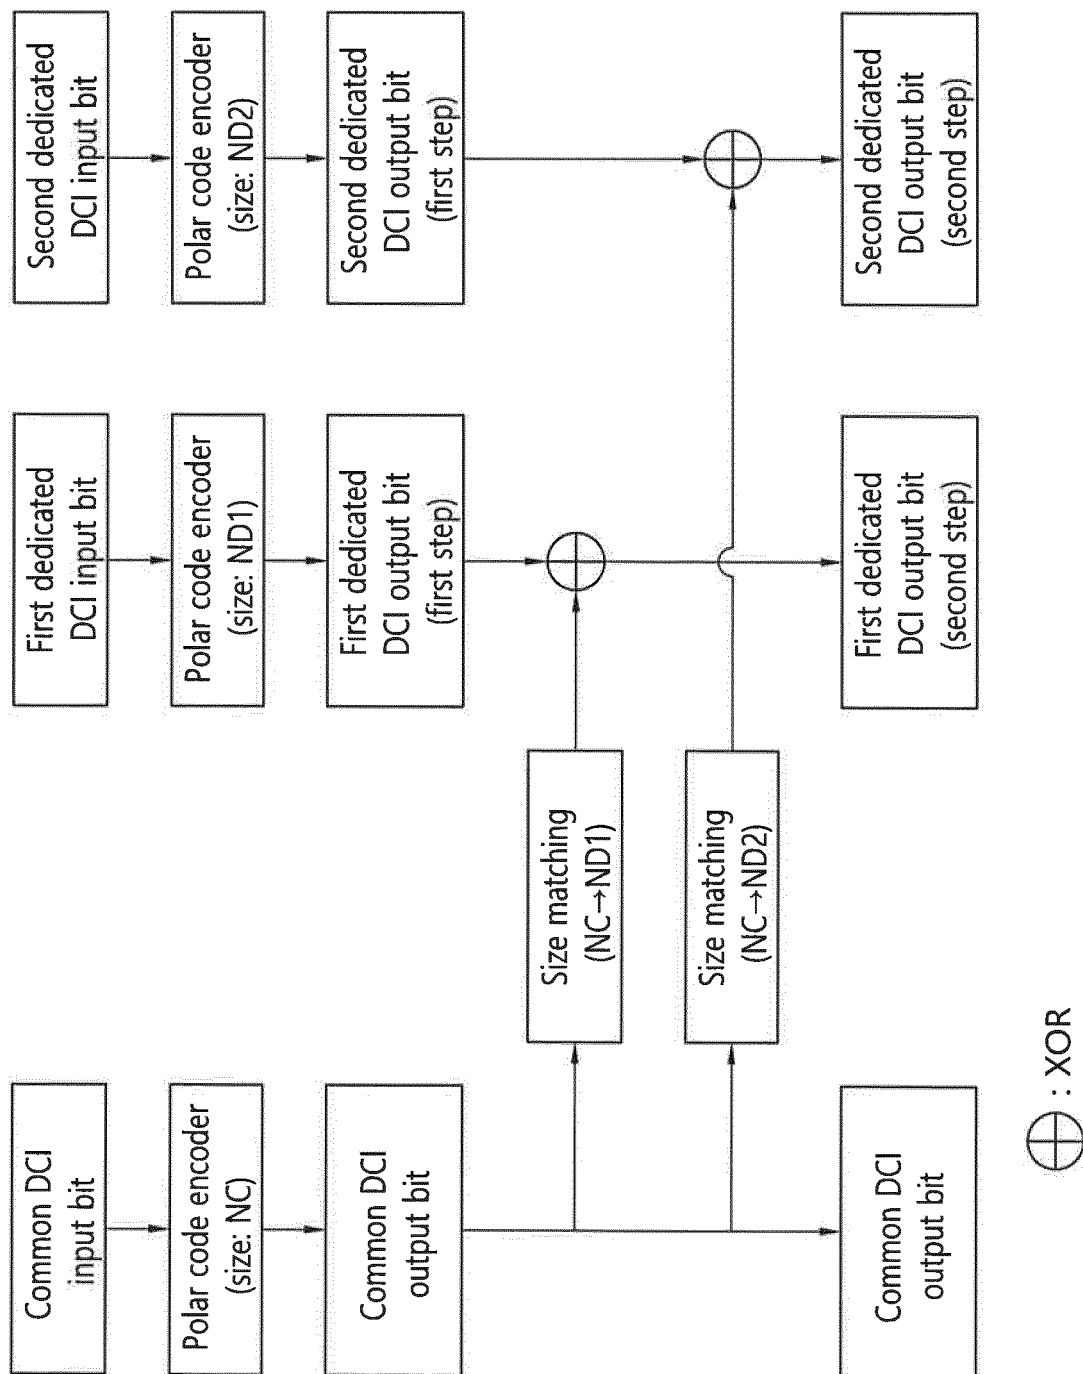 Common DCI
input bit
Polar code encoder
(size: NC)
Common DCI
output bit
Common DCI
output bit
Size matching
(NC→ND1)
Size matching
(NC→ND2)
First dedicated
DCI input bit
Polar code encoder
(size: ND1)
First dedicated
DCI output bit
(first step)
First dedicated
DCI output bit
(second step)
Second dedicated
DCI input bit
Polar code encoder
(size: ND2)
Second dedicated
DCI output bit
(first step)
Second dedicated
DCI output bit
(second step)
: XOR